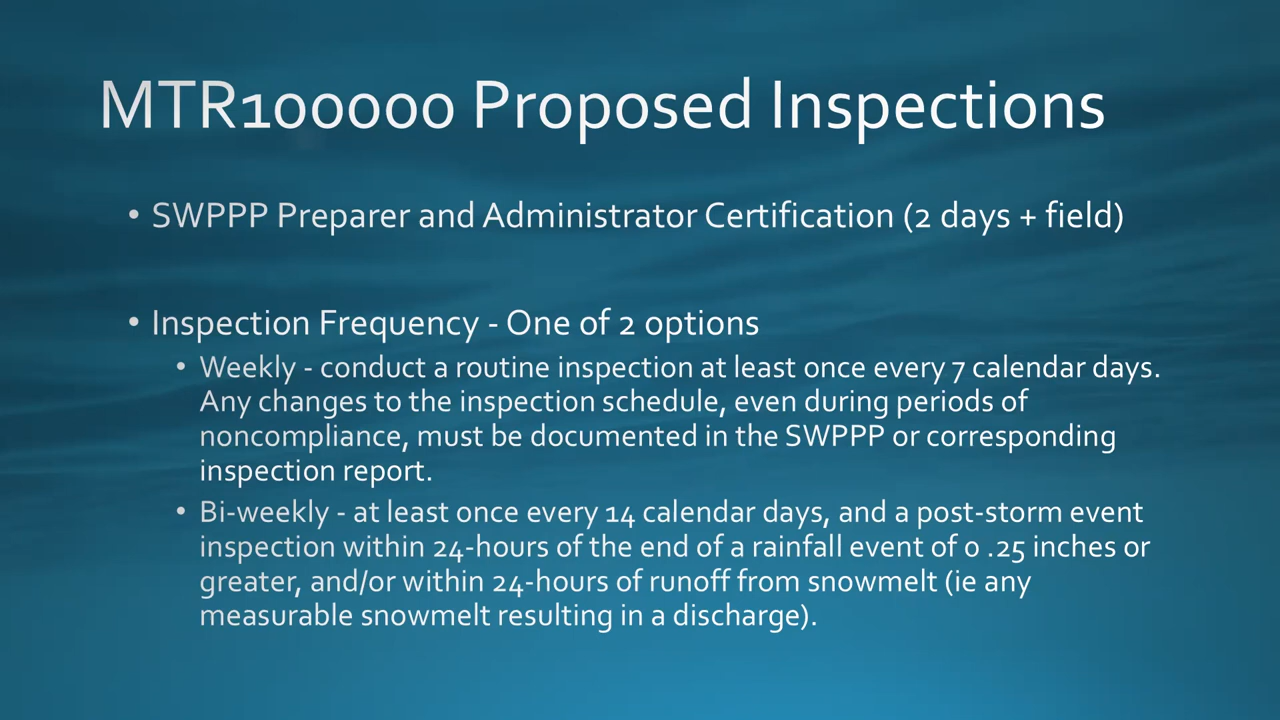 MTR100000 Proposed Inspections
• SWPPP Preparer and Administrator Certification (2 days + field)
• Inspection Frequency - One of 2 options
• Weekly - conduct a routine inspection at least once every 7 calendar days.
Any changes to the inspection schedule, even during periods of
noncompliance, must be documented in the SWPPP or corresponding
inspection report.
• Bi-weekly - at least once every 14 calendar days, and a post-storm event
inspection within 24-hours of the end of a rainfall event of 0 .25 inches or
greater, and/or within 24-hours of runoff from snowmelt (ie any
measurable snowmelt resulting in a discharge).